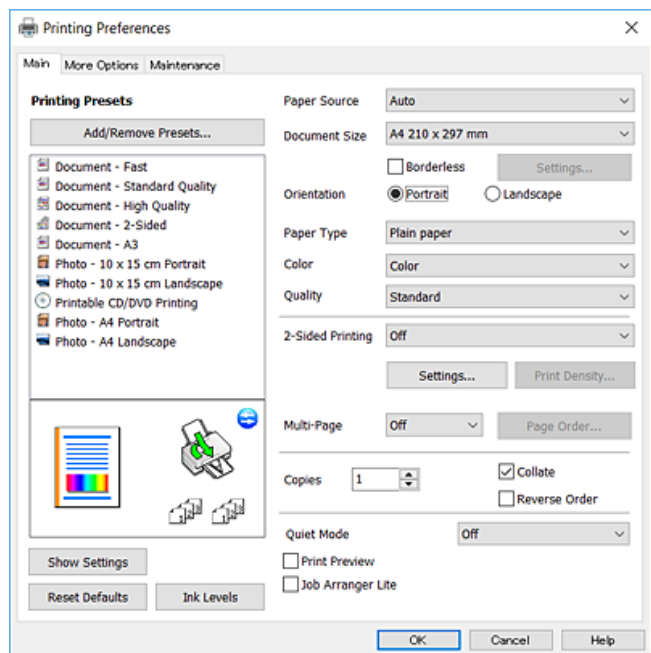 Printing Preferences
Main More Options Maintenance
Printing Presets
Add/Remove Presets...
Document - Fast
Document - Standard Quality
Document - High Quality
Document - 2-Sided
Document - A3
Photo - 10 x 15 cm Portrait
Photo - 10 x 15 cm Landscape
Printable CD/DVD Printing
Photo - A4 Portrait
Photo - A4 Landscape
Show Settings
Reset Defaults Ink Levels
Paper Source Auto
Document Size A4 210 x 297 mm
Borderless Settings...
Orientation Portrait Landscape
Paper Type Plain paper
Color Color
Quality Standard
2-Sided Printing Off
Settings... Print Density...
Multi-Page Off Page Order...
Copies 1 Collate
Reverse Order
Quiet Mode Off
Print Preview
Job Arranger Lite
OK Cancel Help